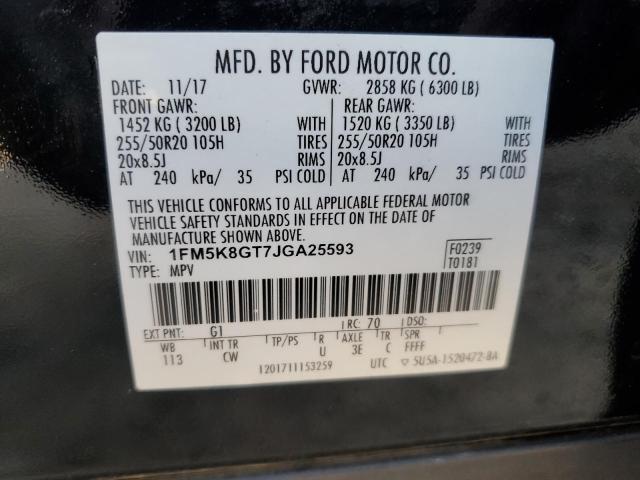 MFD. BY FORD MOTOR CO.
DATE: 11/17 GVWR: 2858 KG ( 6300 LB)
FRONT GAWR: REAR GAWR:
1452 KG ( 3200 LB) WITH 1520 KG ( 3350 LB) WITH
255/50R20 105H TIRES 255/50R20 105H TIRES
20x8.5J RIMS 20x8.5J RIMS
AT 240 kPa/ 35 PSI COLD AT 240 kPa/ 35 PSI COLD
THIS VEHICLE CONFORMS TO ALL APPLICABLE FEDERAL MOTOR
VEHICLE SAFETY STANDARDS IN EFFECT ON THE DATE OF
MANUFACTURE SHOWN ABOVE.
VIN: 1FM5K8GT7JGA25593 F0239
TYPE: MPV T0181
EXT PNT: G1 RC: 70 DSO:
WB INT TR TP/PS R AXLE TR SPR
113 CW U 3E C FFFF
1201711153259 UTC ▽ 5U5A-1520472-BA